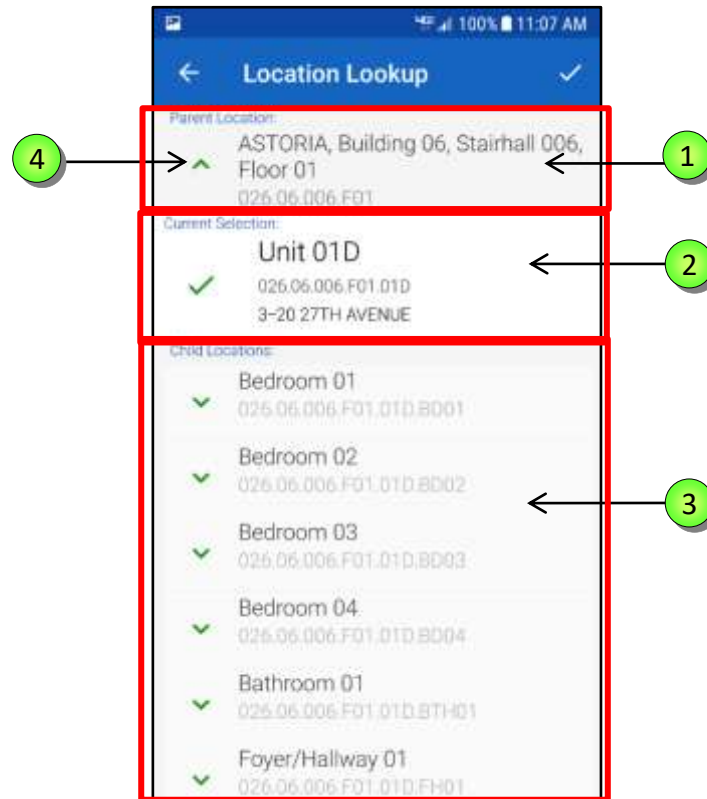 100% 11:07 AM
Location Lookup
Parent Location:
ASTORIA, Building 06, Stairhall 006,
Floor 01
026.06.006.F01
Current Selection:
Unit 01D
026.06.006.F01.01D
3-20 27TH AVENUE
Child Locations:
Bedroom 01
026.06.006.F01.01D.BD01
Bedroom 02
026.06.006.F01.01D.BD02
Bedroom 03
026.06.006.F01.01D.BD03
Bedroom 04
026.06.006.F01.01D.BD04
Bathroom 01
026.06.006.F01.01D.BTH01
Foyer/Hallway 01
026.06.006.F01.01D.FH01
4
1
2
3